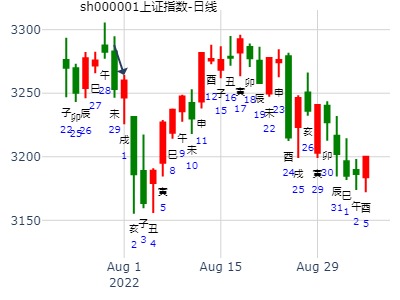 sh000001上证指数-日线
3300
3250
3200
3150
子
22
卯
25
辰
26
巳
27
午
28
未
29
戌
1
亥
2
子
3
丑
4
寅
5
巳
8
午
9
未
10
申
11
酉
12
子
15
丑
16
寅
17
卯
18
辰
19
未
22
申
23
酉
24
戌
25
亥
26
寅
29
卯
30
辰
31
巳
1
午
2
酉
5
Aug 1
2022
Aug 15
Aug 29